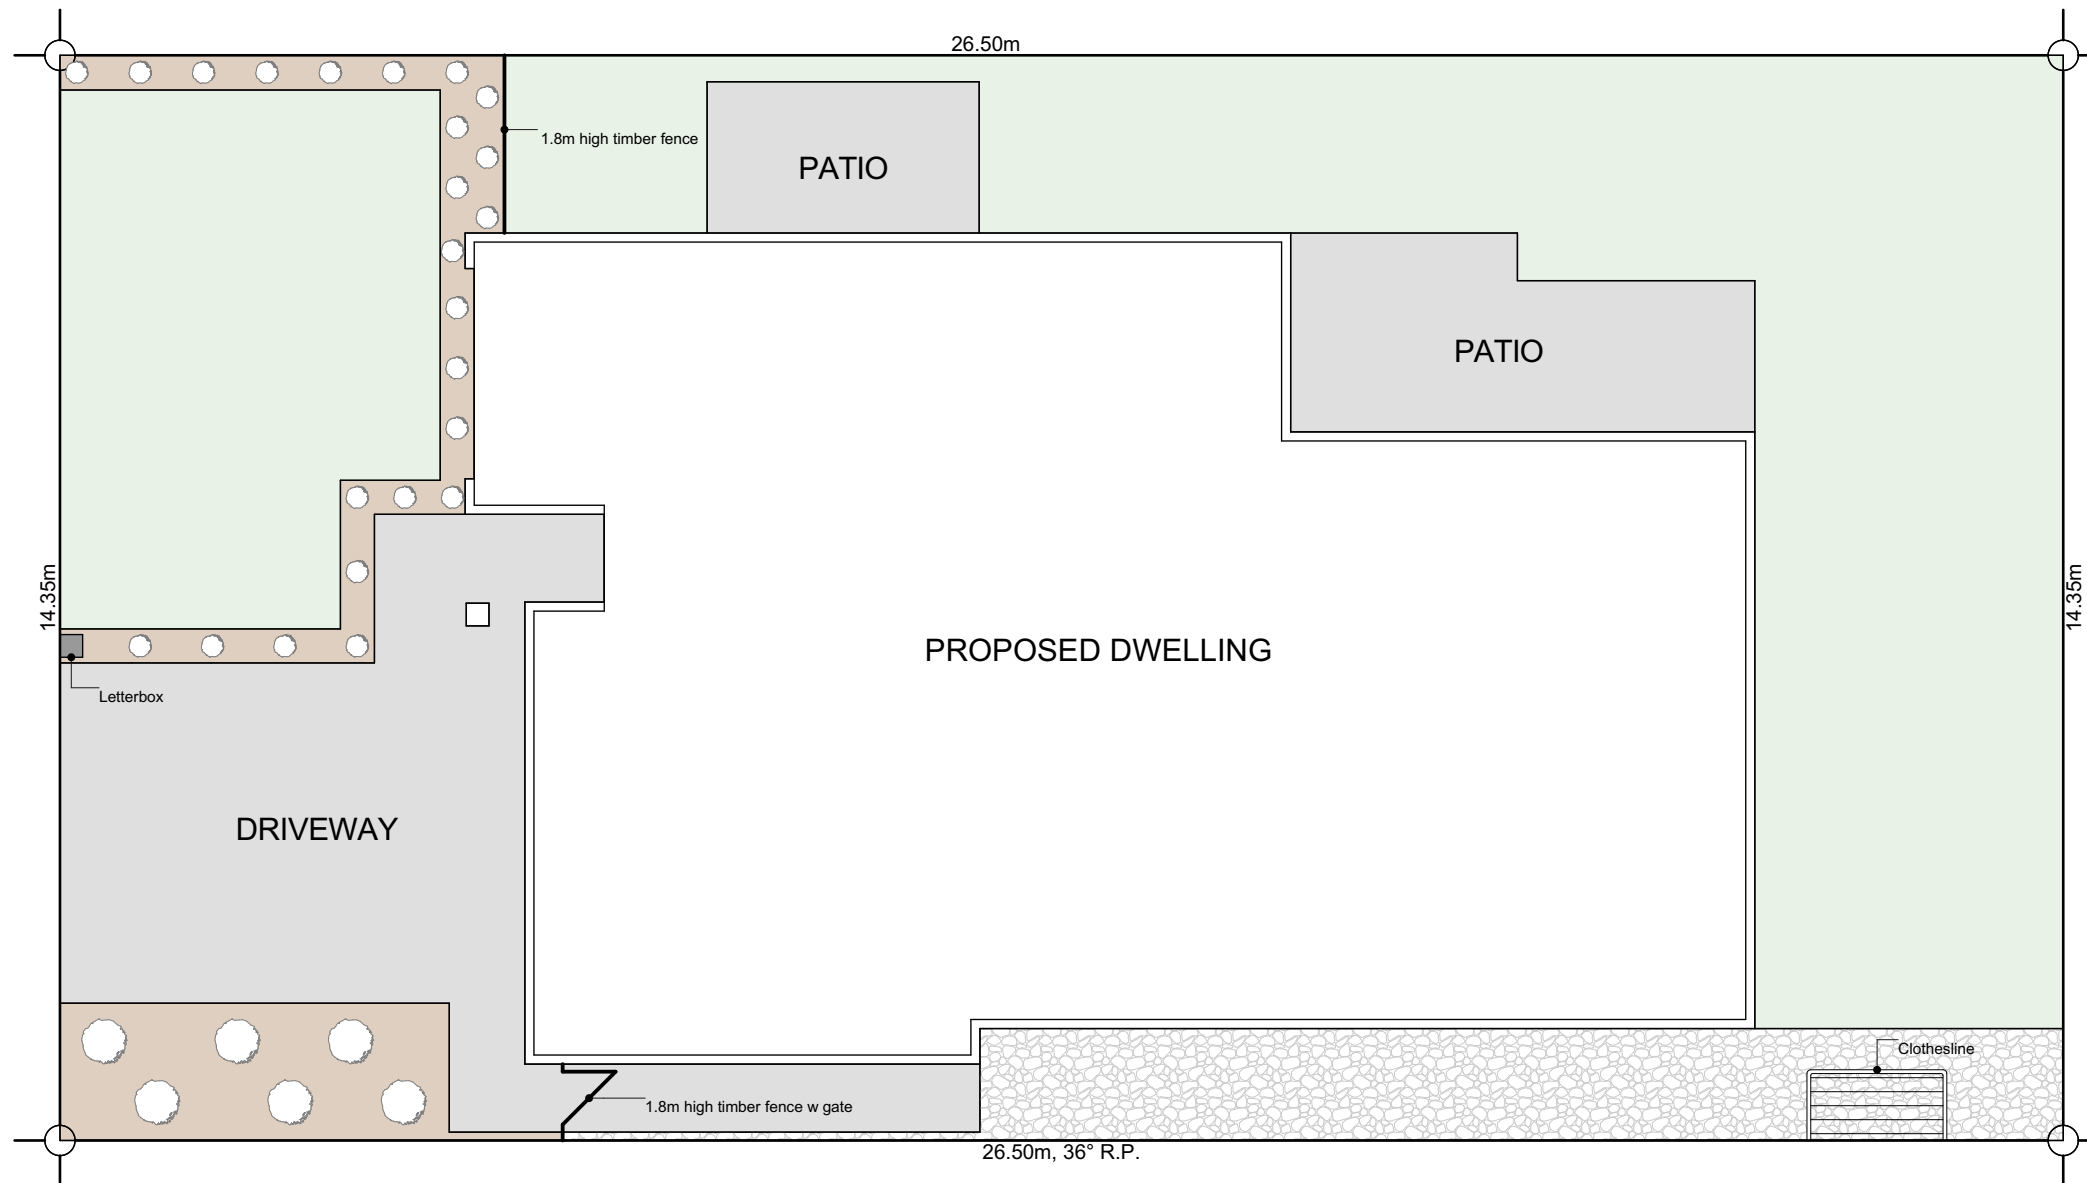 26.50m
1.8m high timber fence
PATIO
PATIO
14.35m
14.35m
PROPOSED DWELLING
Letterbox
DRIVEWAY
Clothesline
1.8m high timber fence w gate
26.50m, 36° R.P.